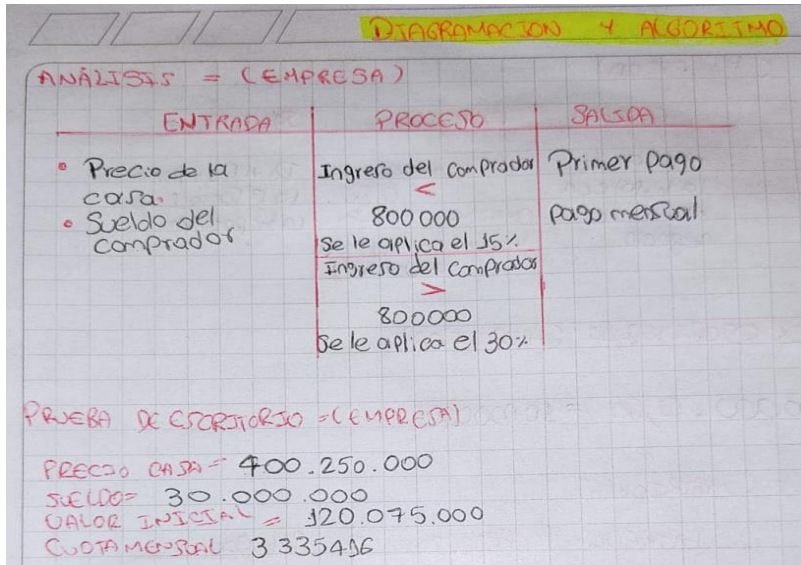 DIAGRAMACION Y ALGORITMO
ANÁLISIS = (EMPRESA)
ENTRADA PROCESO SALIDA
• Precio de la casa.
• Sueldo del comprador
Ingreso del comprador
<
800 000
Se le aplica el 15%
Ingreso del comprador
>
800000
Se le aplica el 30%
Primer pago
pago mensual
PRUEBA DE ESCRITORIO = (EMPRESA)
PRECIO CASA = 400.250.000
SUELDO = 30.000.000
VALOR INICIAL = 120.075.000
CUOTA MENSUAL 3335416